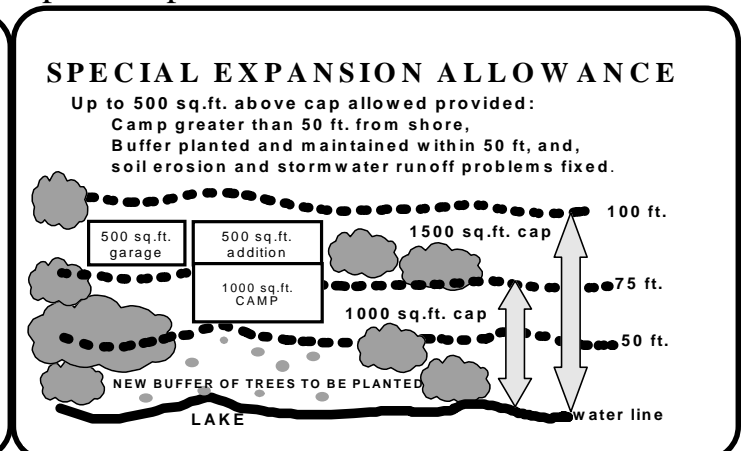 SPECIAL EXPANSION ALLOWANCE
Up to 500 sq.ft. above cap allowed provided:
Camp greater than 50 ft. from shore,
Buffer planted and maintained within 50 ft, and,
soil erosion and stormwater runoff problems fixed.
100 ft.
500 sq.ft.
garage
500 sq.ft.
addition
1500 sq.ft. cap
75 ft.
1000 sq.ft.
CAMP
1000 sq.ft. cap
50 ft.
NEW BUFFER OF TREES TO BE PLANTED
LAKE
water line